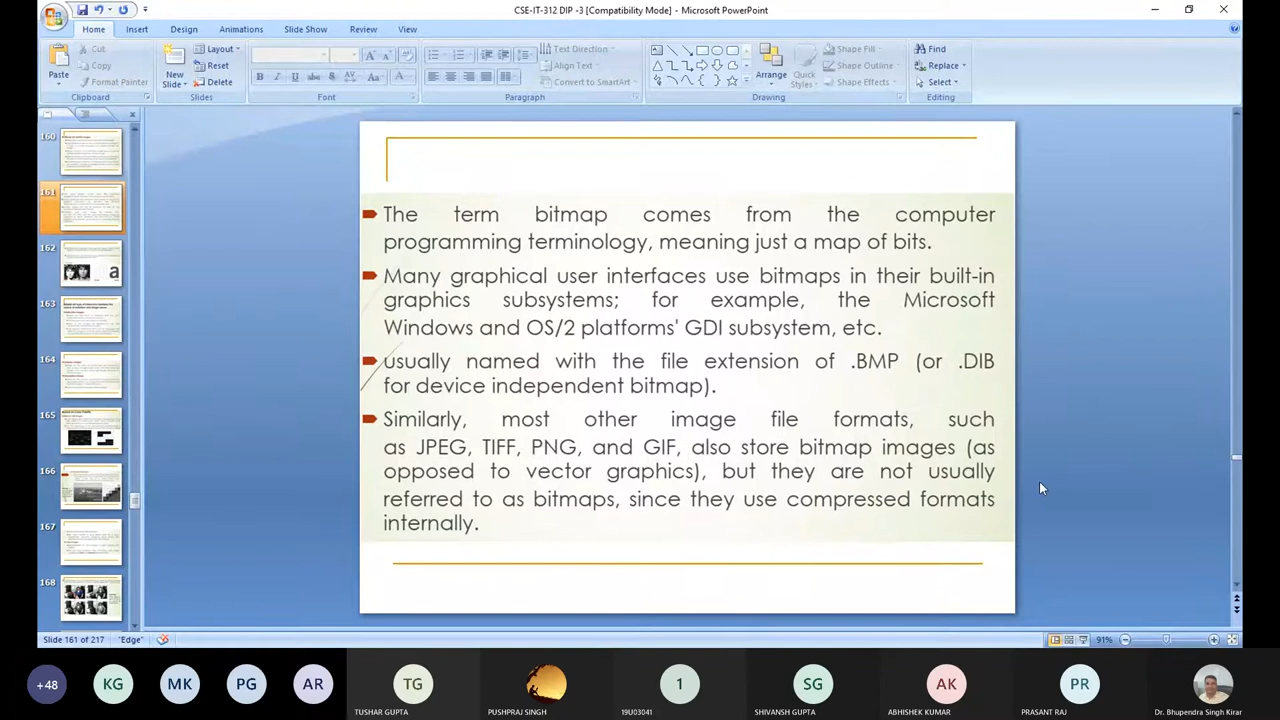 CSE-IT-312 DIP -3 [Compatibility Mode] - Microsoft PowerPoint
Home Insert Design Animations Slide Show Review View
Cut Layout Text Direction Shape Fill Find
Copy Reset Align Text Shape Outline Replace
Paste Format Painter New Slide Delete Convert to SmartArt Arrange Quick Styles Shape Effects Select
Clipboard Slides Font Paragraph Drawing Editing
160
161
162
163
164
165
166
167
168
The term bitmap comes from the computer
programming terminology, meaning just a map of bits.
Many graphical user interfaces use bitmaps in their built-in
graphics subsystems; for example, the Microsoft
Windows and OS/2 platforms' GDI subsystem, etc.
usually named with the file extension of .BMP (or .DIB
for device independent bitmap).
Similarly, most other image file formats, such
as JPEG, TIFF, PNG, and GIF, also store bitmap images (as
opposed to vector graphics), but they are not usually
referred to as bitmaps, since they use compressed formats
internally.
Slide 161 of 217 "Edge" 91%
+48 KG MK PG AR TG 1 SG AK PR
TUSHAR GUPTA PUSHPRAJ SINGH 19U03041 SHIVANSH GUPTA ABHISHEK KUMAR PRASANT RAJ Dr. Bhupendra Singh Kirar